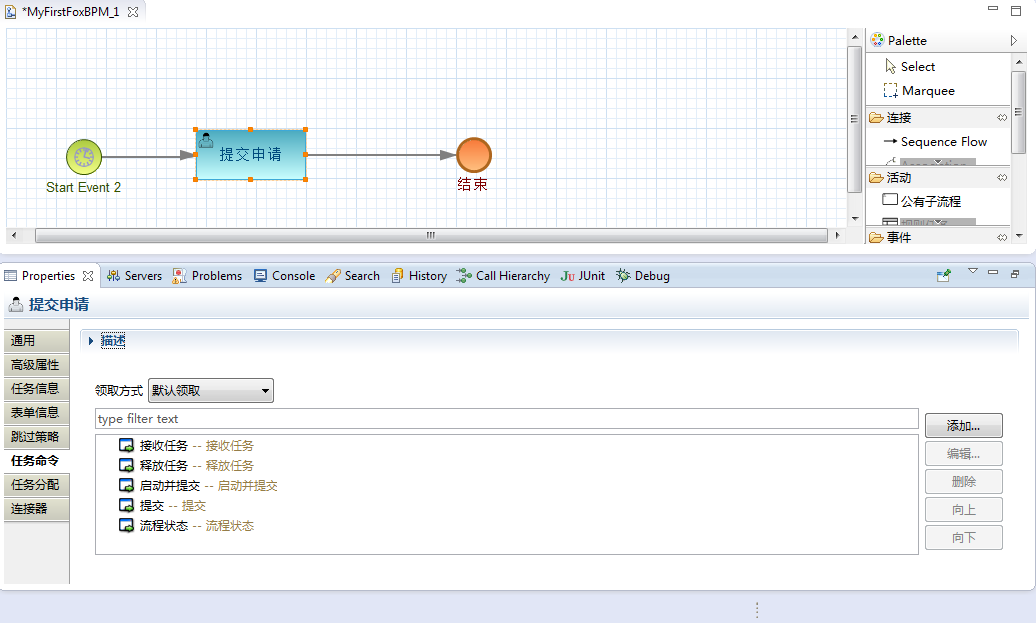 *MyFirstFoxBPM_1
Palette
Select
Marquee
连接
Sequence Flow
活动
公有子流程
事件
提交申请
Start Event 2
结束
Properties Servers Problems Console Search History Call Hierarchy JUnit Debug
提交申请
通用
高级属性
任务信息
表单信息
跳过策略
任务命令
任务分配
连接器
描述
领取方式 默认领取
type filter text
接收任务 -- 接收任务
释放任务 -- 释放任务
启动并提交 -- 启动并提交
提交 -- 提交
流程状态 -- 流程状态
添加...
编辑...
删除
向上
向下